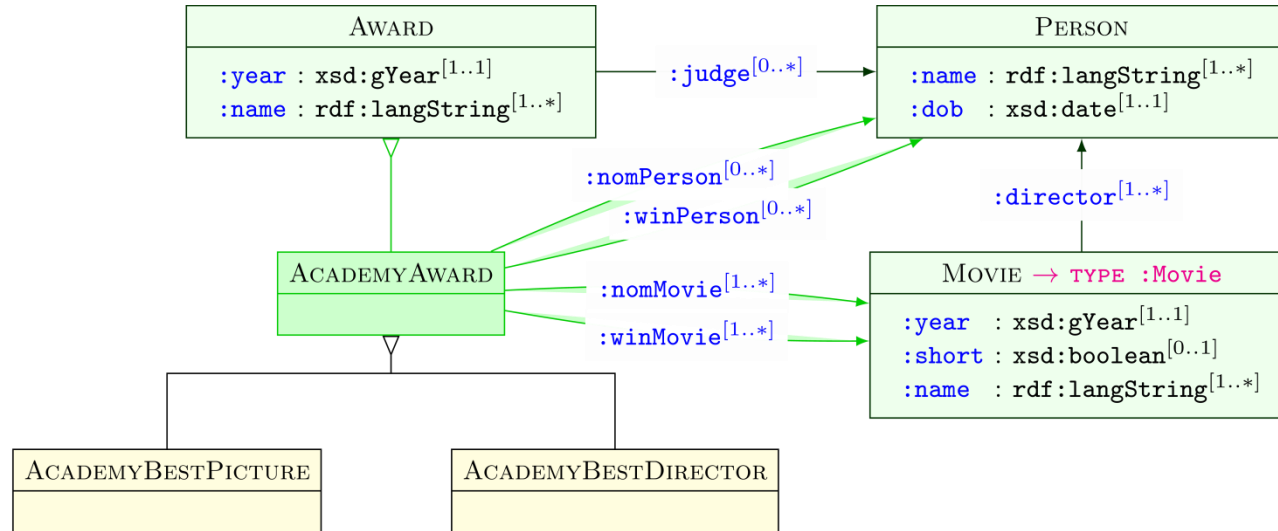 AWARD
:year : xsd:gYear[1..1]
:name : rdf:langString[1..*]
:judge[0..*]
PERSON
:name : rdf:langString[1..*]
:dob : xsd:date[1..1]
:nomPerson[0..*]
:winPerson[0..*]
:director[1..*]
ACADEMYAWARD
:nomMovie[1..*]
:winMovie[1..*]
MOVIE → TYPE :Movie
:year : xsd:gYear[1..1]
:short : xsd:boolean[0..1]
:name : rdf:langString[1..*]
ACADEMYBESTPICTURE
ACADEMYBESTDIRECTOR